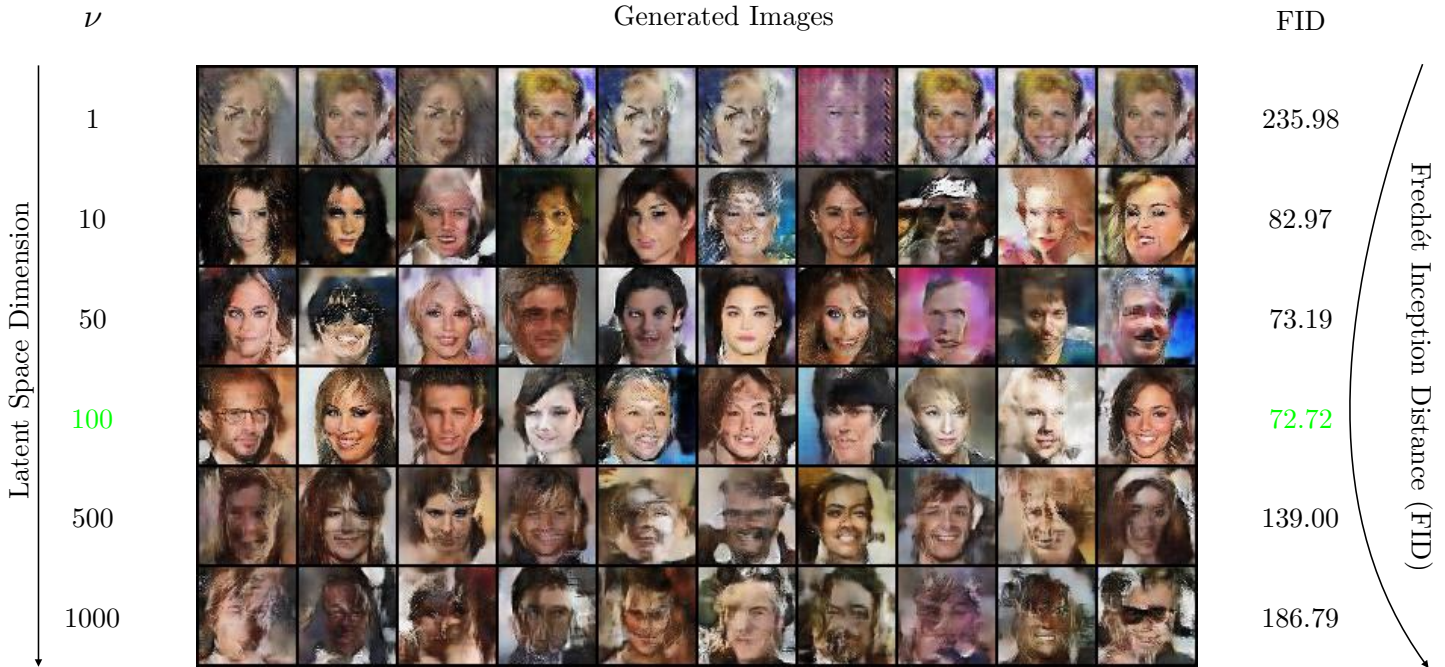 ν Generated Images FID
1 235.98
10 82.97
50 73.19
100 72.72
500 139.00
1000 186.79
Latent Space Dimension
Frechét Inception Distance (FID)